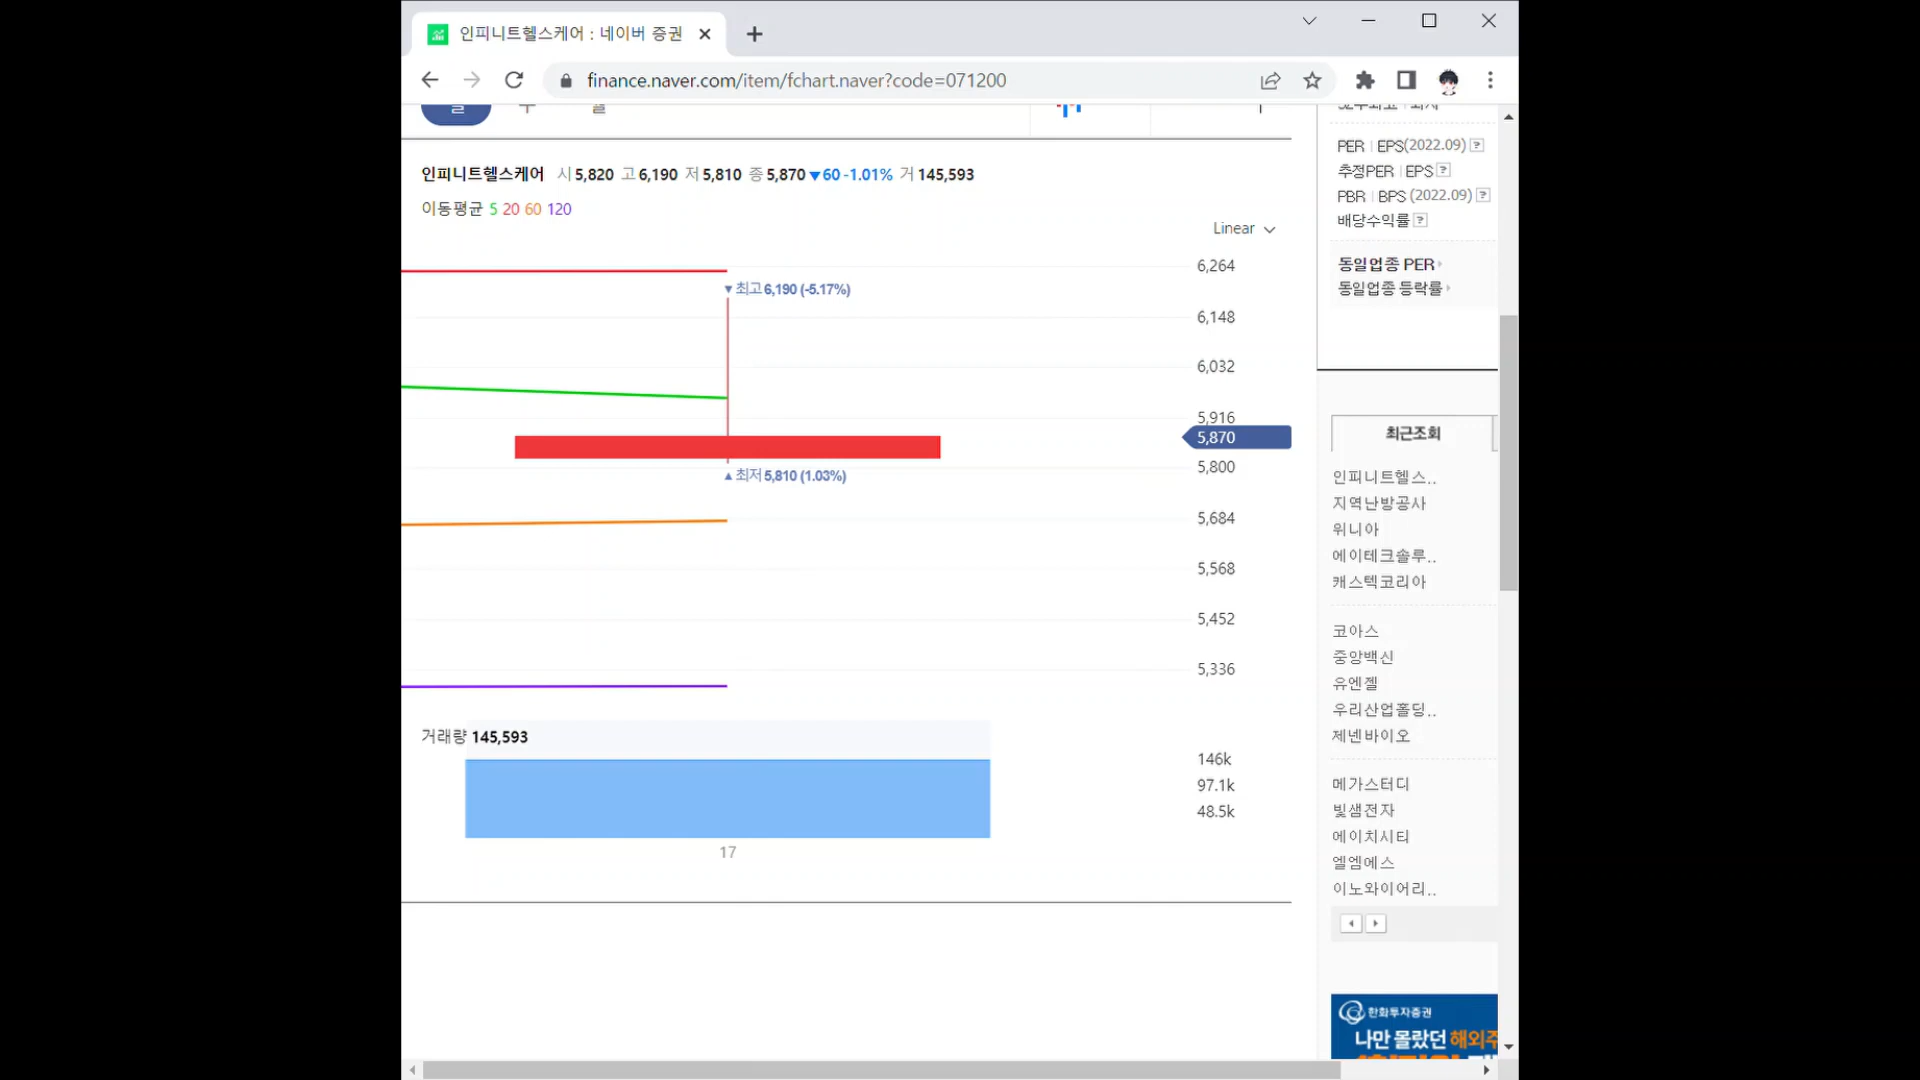 인피니트헬스케어 : 네이버 증권
finance.naver.com/item/fchart.naver?code=071200
인피니트헬스케어 시 5,820 고 6,190 저 5,810 종 5,870 ▼60 -1.01% 거 145,593
이동평균 5 20 60 120
Linear
6,264
▼최고 6,190 (-5.17%)
6,148
6,032
5,916
5,870
5,800
▲최저 5,810 (1.03%)
5,684
5,568
5,452
5,336
거래량 145,593
146k
97.1k
48.5k
17
PER | EPS(2022.09) ?
추정PER | EPS ?
PBR | BPS (2022.09) ?
배당수익률 ?
동일업종 PER
동일업종 등락률
최근조회
인피니트헬스..
지역난방공사
위니아
에이테크솔루..
캐스텍코리아
코아스
중앙백신
유엔젤
우리산업홀딩..
제넨바이오
메가스터디
빛샘전자
에이치시티
엘엠에스
이노와이어리..
한화투자증권
나만 몰랐던 해외주